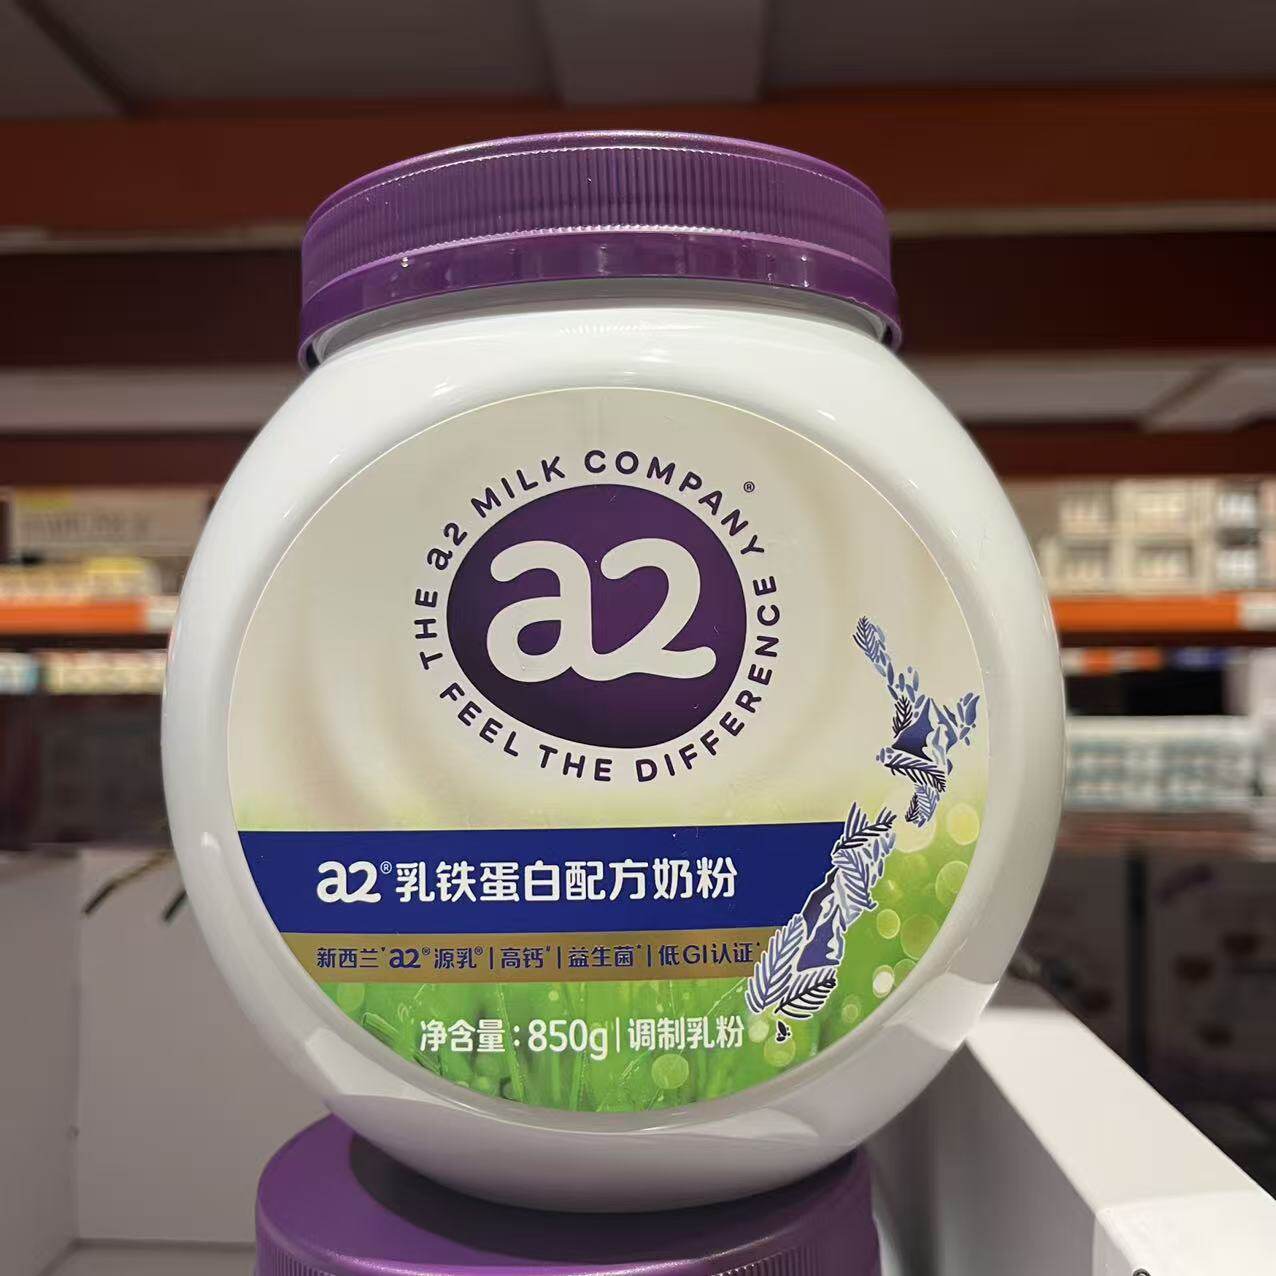 THE a2 MILK COMPANY®
FEEL THE DIFFERENCE
a2
a2®乳铁蛋白配方奶粉
新西兰▼a2®源乳®|高钙#|益生菌*|低GI认证*
净含量:850g|调制乳粉